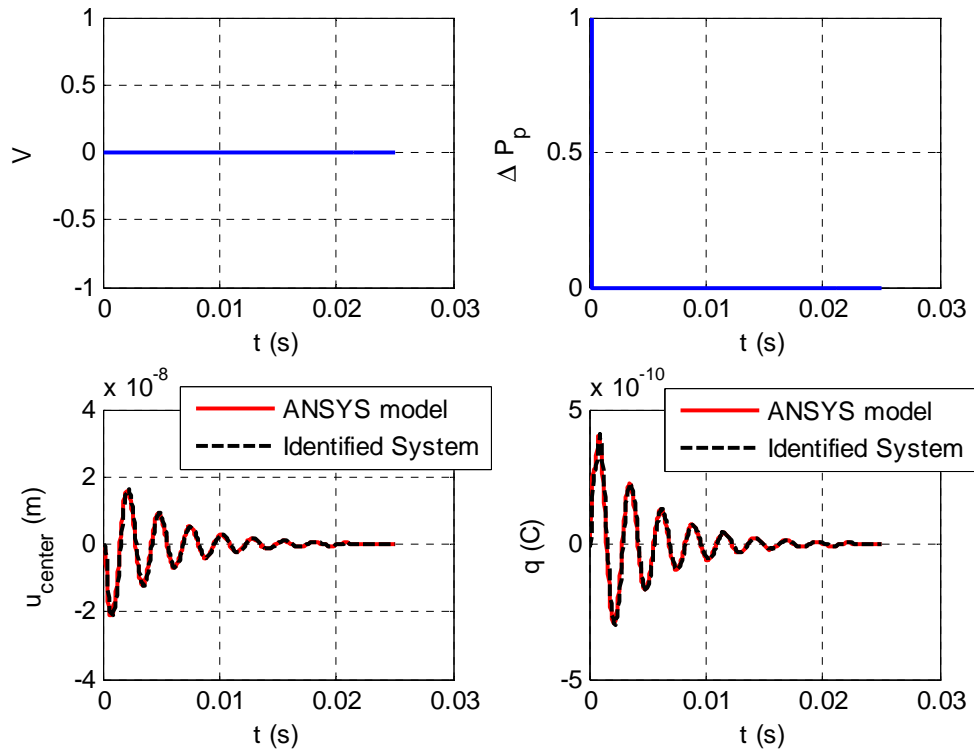 1
0.5
0
-0.5
-1
V
0 0.01 0.02 0.03
t (s)
1
0.5
0
Δ P_p
0 0.01 0.02 0.03
t (s)
x 10^-8
4
2
0
-2
-4
u_center (m)
ANSYS model
Identified System
0 0.01 0.02 0.03
t (s)
x 10^-10
5
0
-5
q (C)
ANSYS model
Identified System
0 0.01 0.02 0.03
t (s)